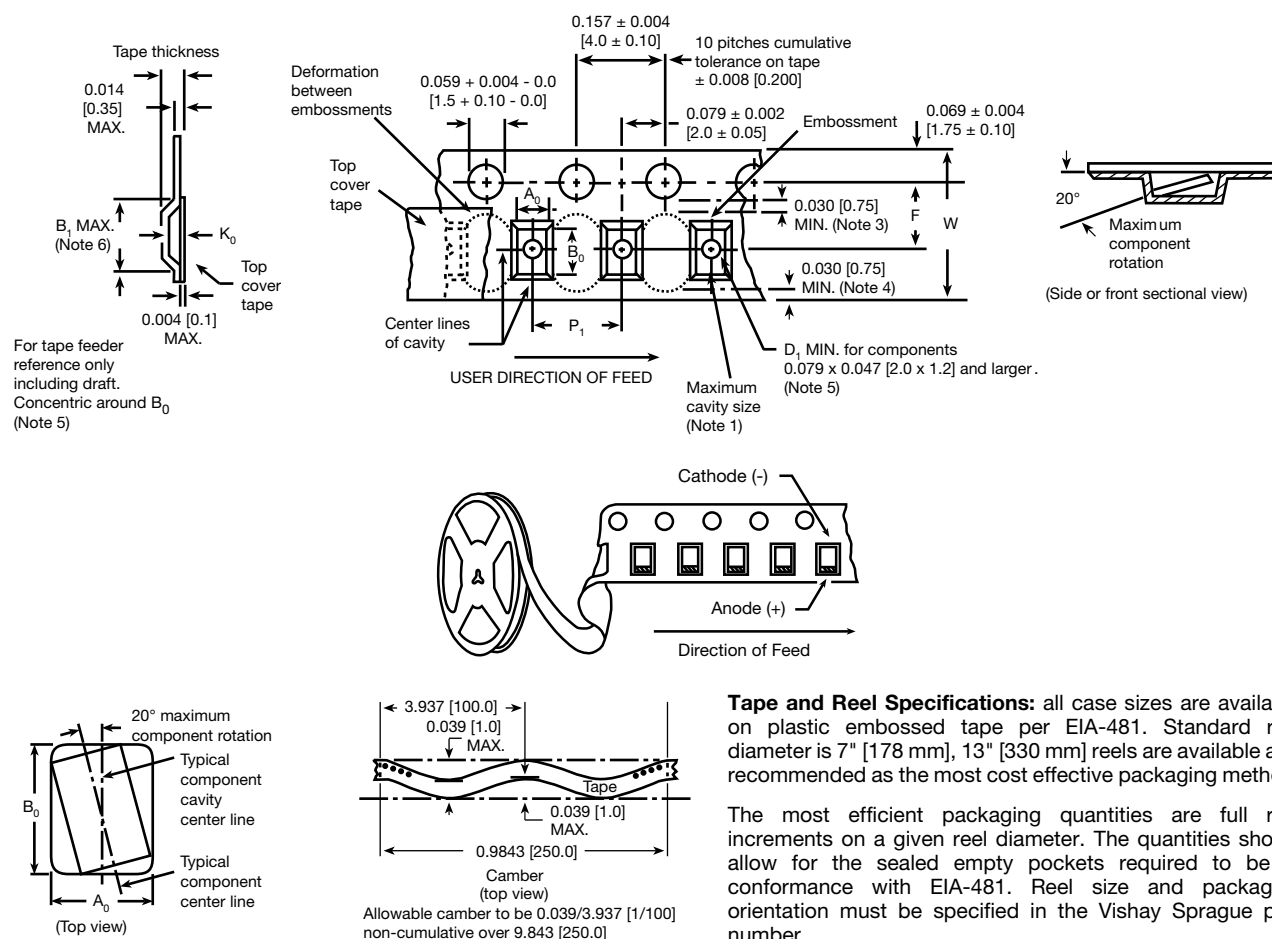 Tape thickness
0.014
[0.35]
MAX.
B1 MAX.
(Note 6)
K0
Top
cover
tape
0.004 [0.1]
MAX.
For tape feeder
reference only
including draft.
Concentric around B0
(Note 5)
Deformation
between
embossments
Top
cover
tape
0.059 + 0.004 - 0.0
[1.5 + 0.10 - 0.0]
0.157 ± 0.004
[4.0 ± 0.10]
10 pitches cumulative
tolerance on tape
± 0.008 [0.200]
0.079 ± 0.002
[2.0 ± 0.05]
Embossment
0.069 ± 0.004
[1.75 ± 0.10]
A0
B0
0.030 [0.75]
MIN. (Note 3)
F
W
0.030 [0.75]
MIN. (Note 4)
Center lines
of cavity
P1
USER DIRECTION OF FEED
Maximum
cavity size
(Note 1)
D1 MIN. for components
0.079 x 0.047 [2.0 x 1.2] and larger.
(Note 5)
20°
Maximum
component
rotation
(Side or front sectional view)
Cathode (-)
Anode (+)
Direction of Feed
20° maximum
component rotation
Typical
component
cavity
center line
B0
Typical
component
center line
A0
(Top view)
3.937 [100.0]
0.039 [1.0]
MAX.
Tape
0.039 [1.0]
MAX.
0.9843 [250.0]
Camber
(top view)
Allowable camber to be 0.039/3.937 [1/100]
non-cumulative over 9.843 [250.0]
Tape and Reel Specifications: all case sizes are availa
on plastic embossed tape per EIA-481. Standard r
diameter is 7" [178 mm], 13" [330 mm] reels are available a
recommended as the most cost effective packaging meth
The most efficient packaging quantities are full r
increments on a given reel diameter. The quantities sho
allow for the sealed empty pockets required to be
conformance with EIA-481. Reel size and packag
orientation must be specified in the Vishay Sprague p
number.